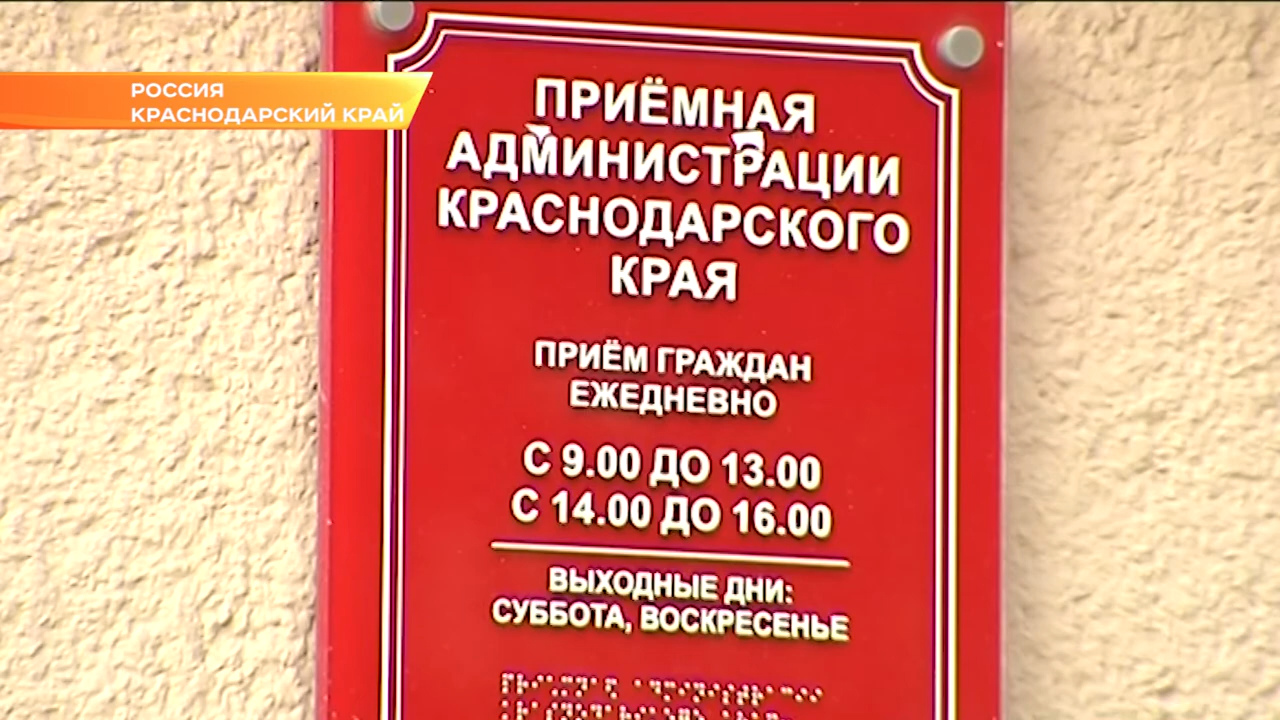 РОССИЯ
КРАСНОДАРСКИЙ КРАЙ
ПРИЁМНАЯ
АДМИНИСТРАЦИИ
КРАСНОДАРСКОГО
КРАЯ
ПРИЁМ ГРАЖДАН
ЕЖЕДНЕВНО
С 9.00 ДО 13.00
С 14.00 ДО 16.00
ВЫХОДНЫЕ ДНИ:
СУББОТА, ВОСКРЕСЕНЬЕ